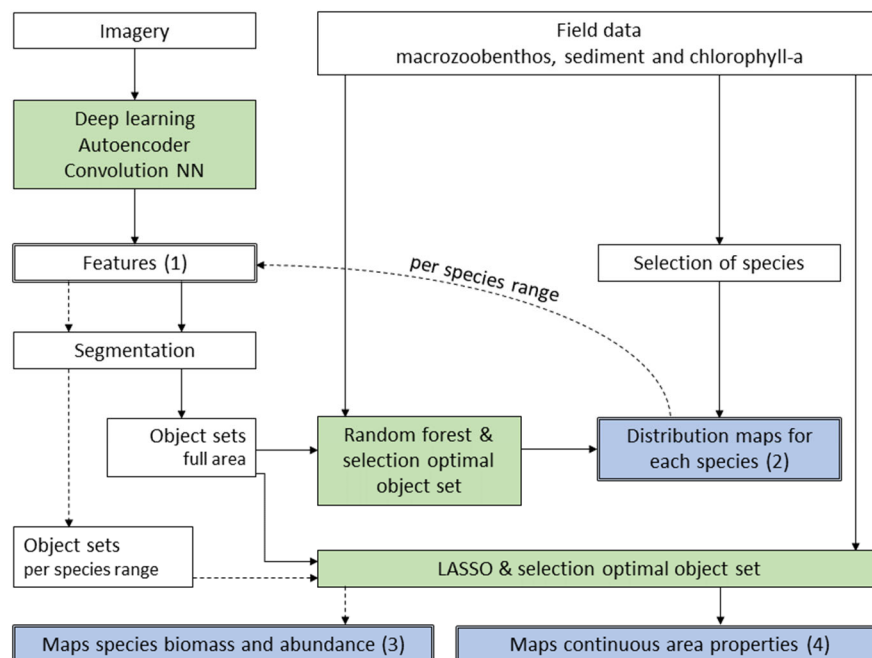 Imagery
Field data
macrozoobenthos, sediment and chlorophyll-a
Deep learning
Autoencoder
Convolution NN
Features (1)
per species range
Selection of species
Segmentation
Object sets
full area
Random forest &
selection optimal
object set
Distribution maps for
each species (2)
Object sets
per species range
LASSO & selection optimal object set
Maps species biomass and abundance (3)
Maps continuous area properties (4)